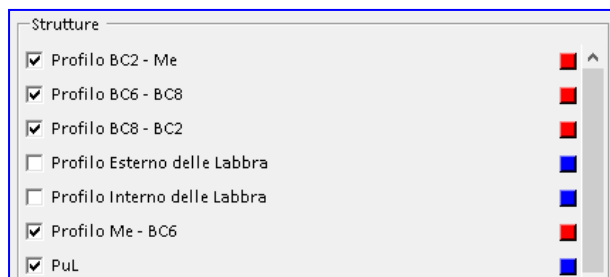 Strutture
Profilo BC2 - Me
Profilo BC6 - BC8
Profilo BC8 - BC2
Profilo Esterno delle Labbra
Profilo Interno delle Labbra
Profilo Me - BC6
PuL